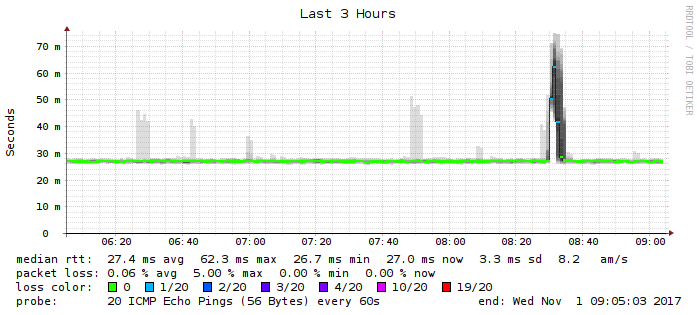 Last 3 Hours
RRDTOOL / TOBI OETIKER
Seconds
70 m
60 m
50 m
40 m
30 m
20 m
10 m
0
06:20 06:40 07:00 07:20 07:40 08:00 08:20 08:40 09:00
median rtt: 27.4 ms avg 62.3 ms max 26.7 ms min 27.0 ms now 3.3 ms sd 8.2 am/s
packet loss: 0.06 % avg 5.00 % max 0.00 % min 0.00 % now
loss color: 0 1/20 2/20 3/20 4/20 10/20 19/20
probe: 20 ICMP Echo Pings (56 Bytes) every 60s end: Wed Nov 1 09:05:03 2017